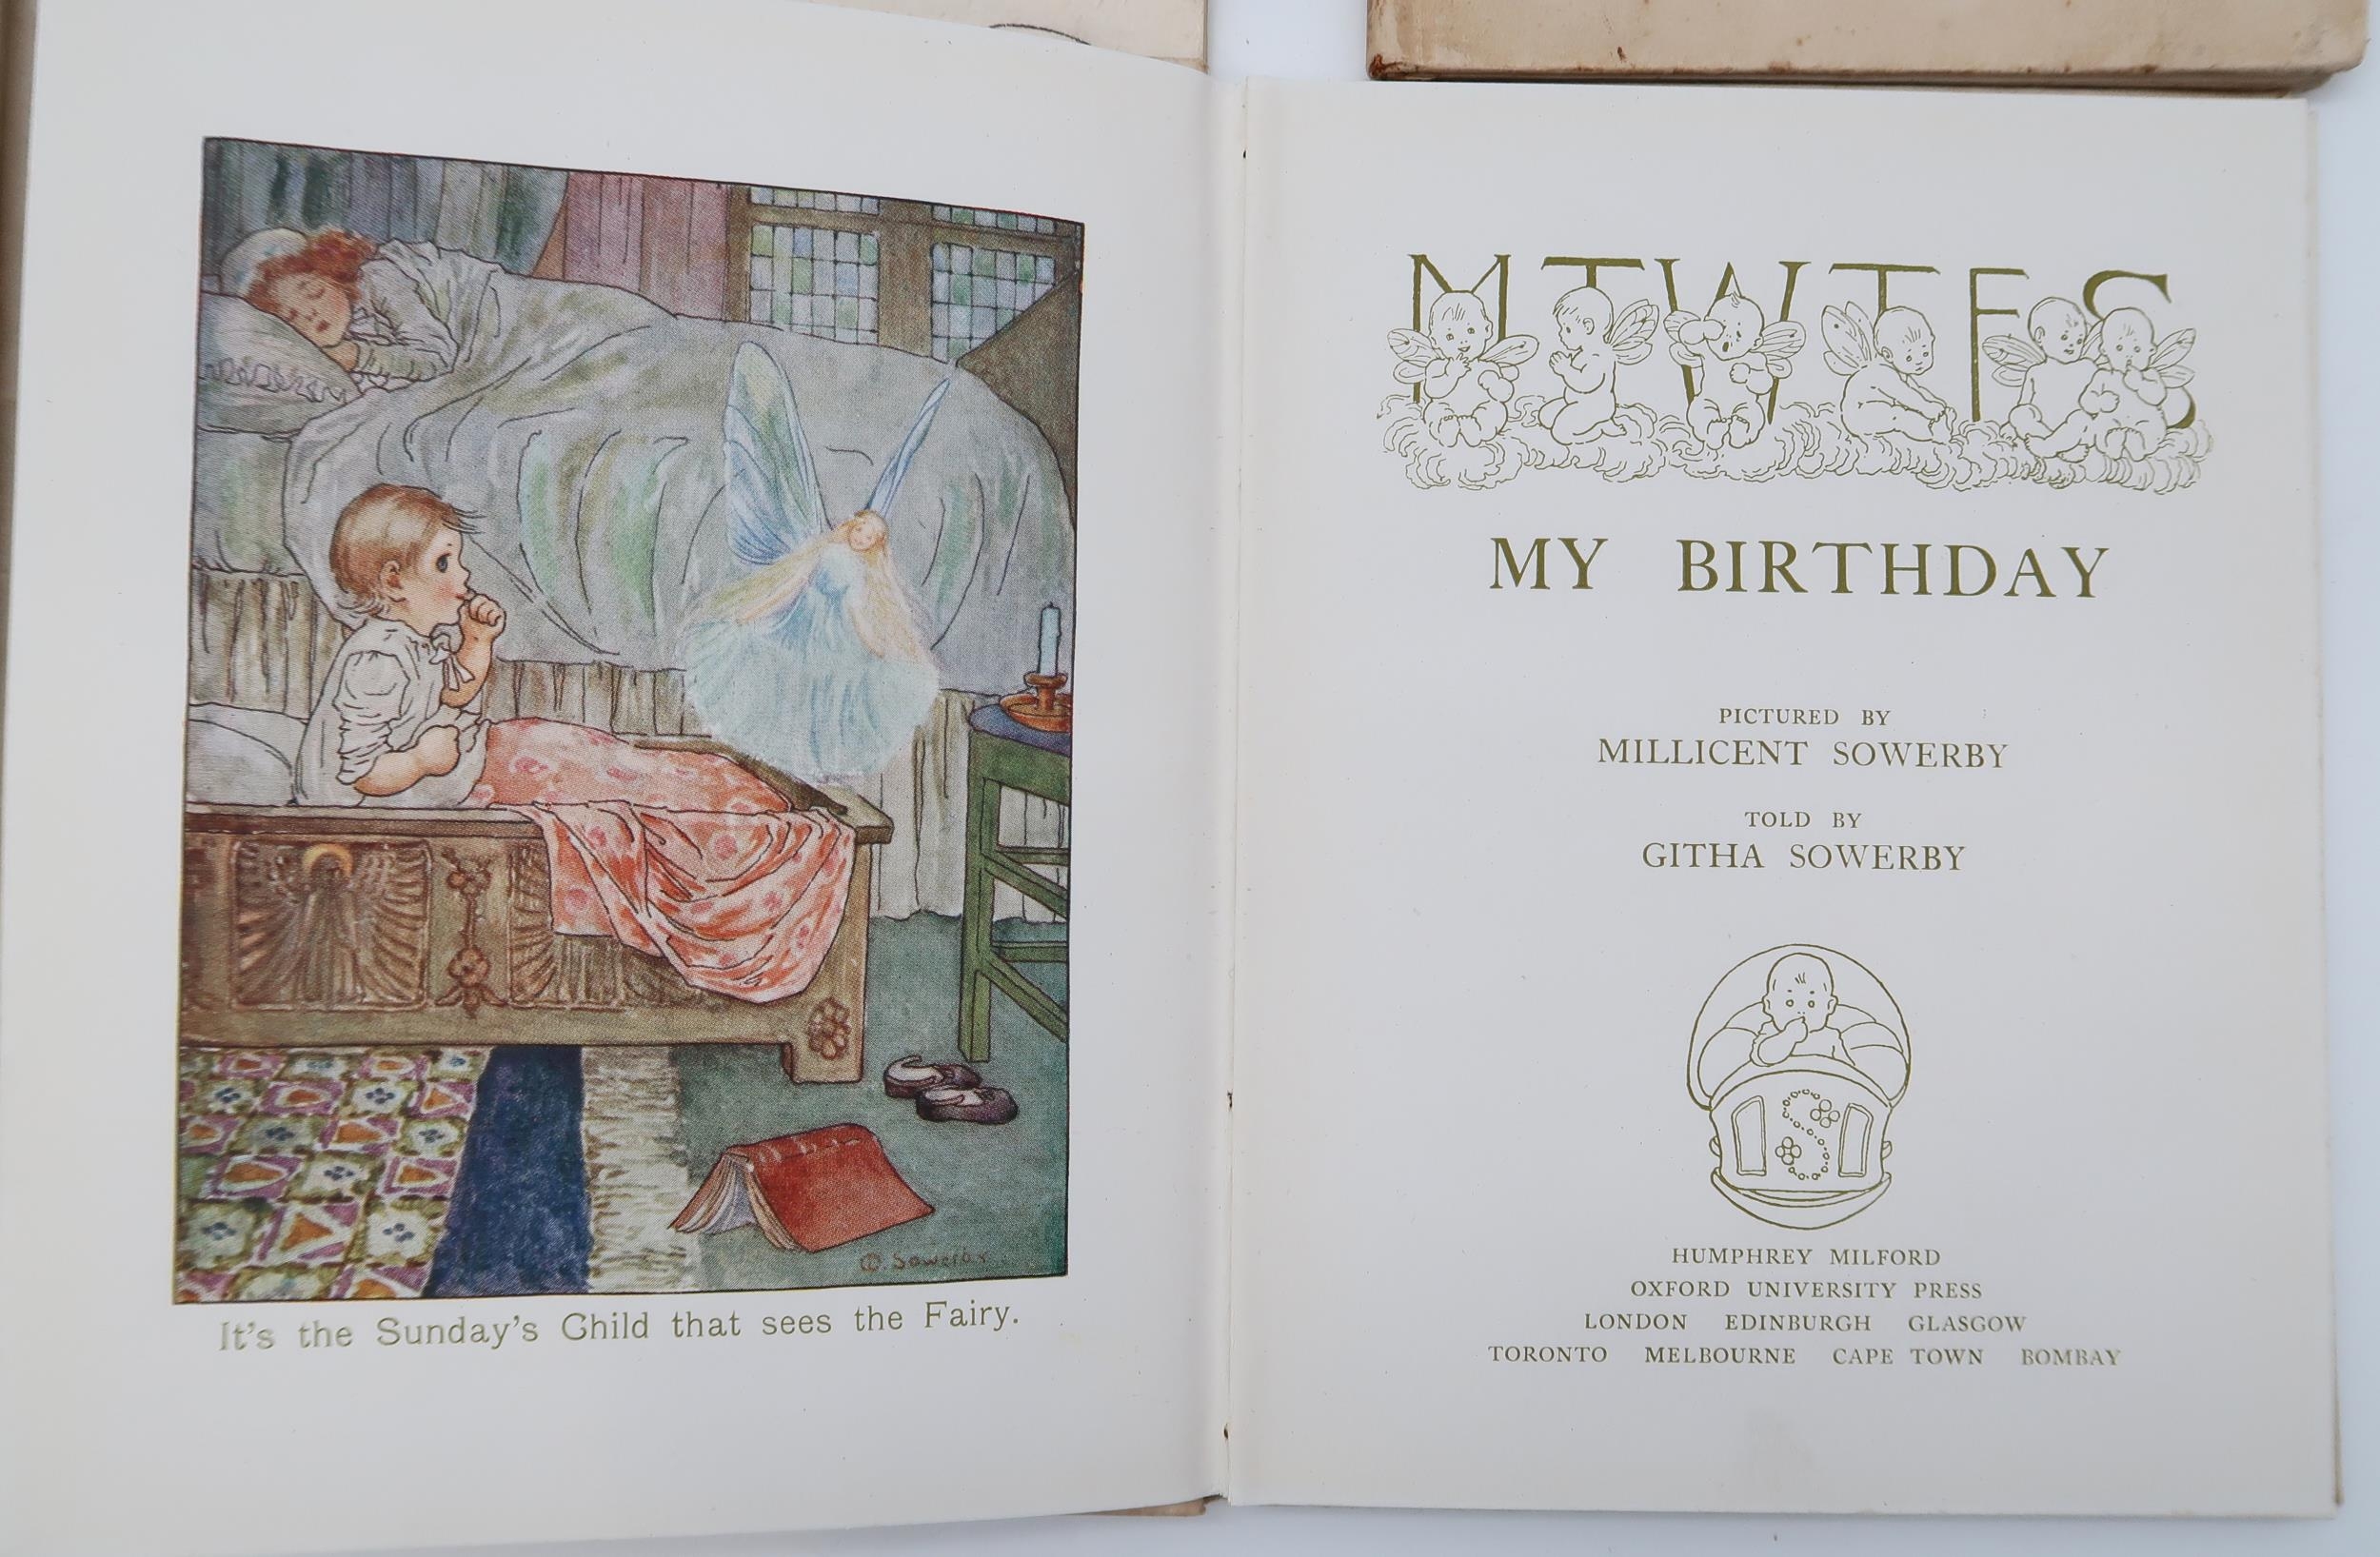 M. Sowerby
It's the Sunday's Child that sees the Fairy.
M T W T F S
MY BIRTHDAY
PICTURED BY
MILLICENT SOWERBY
TOLD BY
GITHA SOWERBY
S
HUMPHREY MILFORD
OXFORD UNIVERSITY PRESS
LONDON EDINBURGH GLASGOW
TORONTO MELBOURNE CAPE TOWN BOMBAY